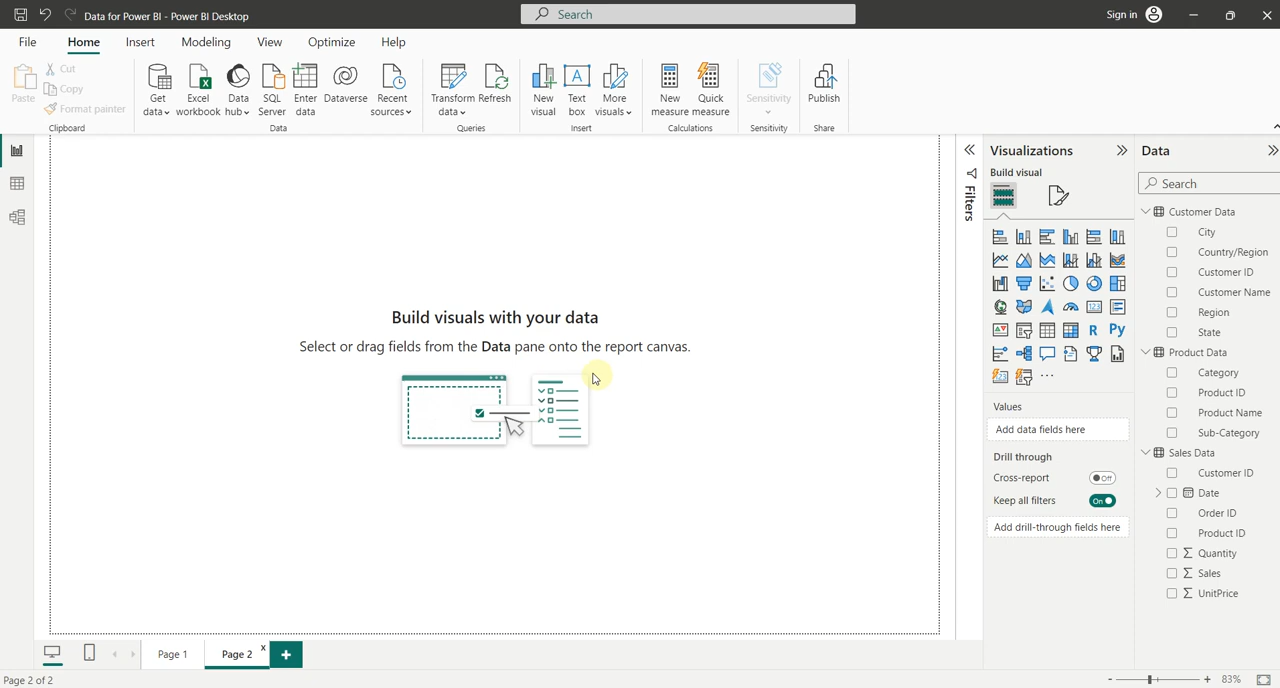 Data for Power BI - Power BI Desktop
Search
Sign in
File
Home
Insert
Modeling
View
Optimize
Help
Paste
Cut
Copy
Format painter
Clipboard
Get data
Excel workbook
Data hub
SQL Server
Enter data
Dataverse
Recent sources
Data
Transform data
Refresh
Queries
New visual
Text box
More visuals
Insert
New measure
Quick measure
Calculations
Sensitivity
Sensitivity
Publish
Share
Build visuals with your data
Select or drag fields from the Data pane onto the report canvas.
Filters
Visualizations
Build visual
R
Py
123
Values
Add data fields here
Drill through
Cross-report
Off
Keep all filters
On
Add drill-through fields here
Data
Search
Customer Data
City
Country/Region
Customer ID
Customer Name
Region
State
Product Data
Category
Product ID
Product Name
Sub-Category
Sales Data
Customer ID
Date
Order ID
Product ID
Σ Quantity
Σ Sales
Σ UnitPrice
Page 1
Page 2
Page 2 of 2
- + 83%